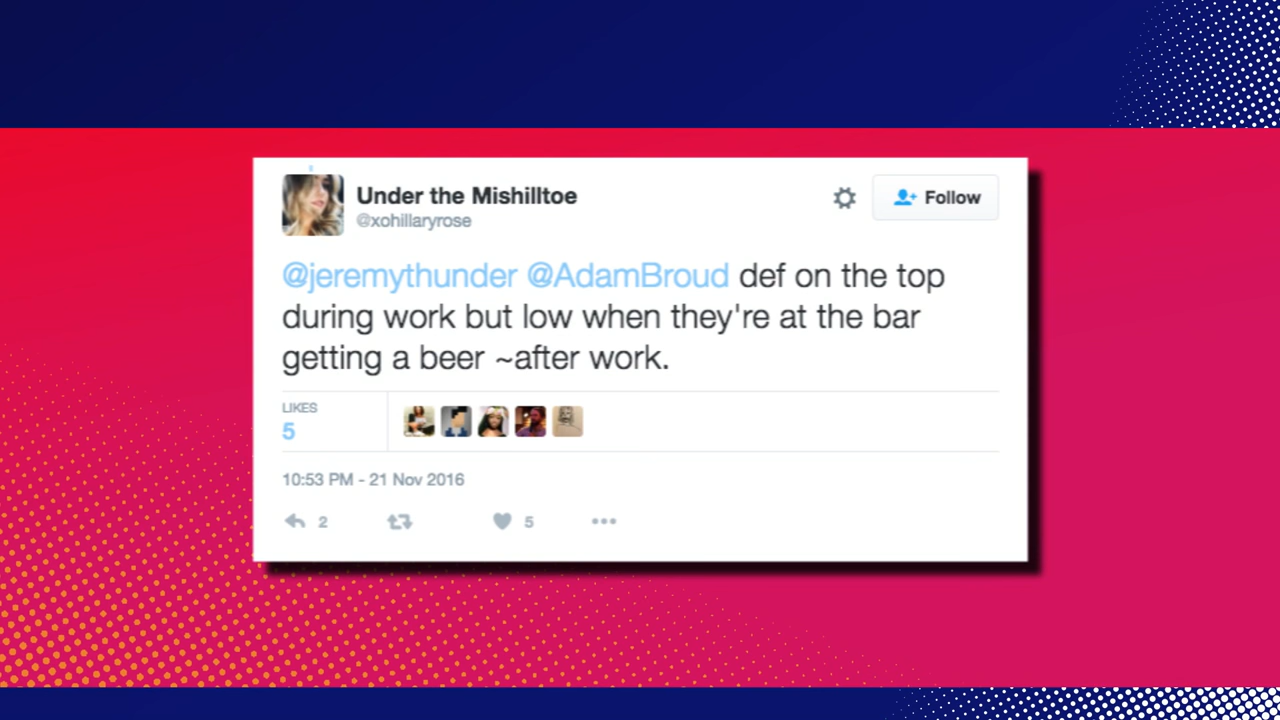 Under the Mishilltoe
@xohillaryrose
Follow
@jeremythunder @AdamBroud def on the top
during work but low when they're at the bar
getting a beer ~after work.
LIKES
5
10:53 PM - 21 Nov 2016
2
5